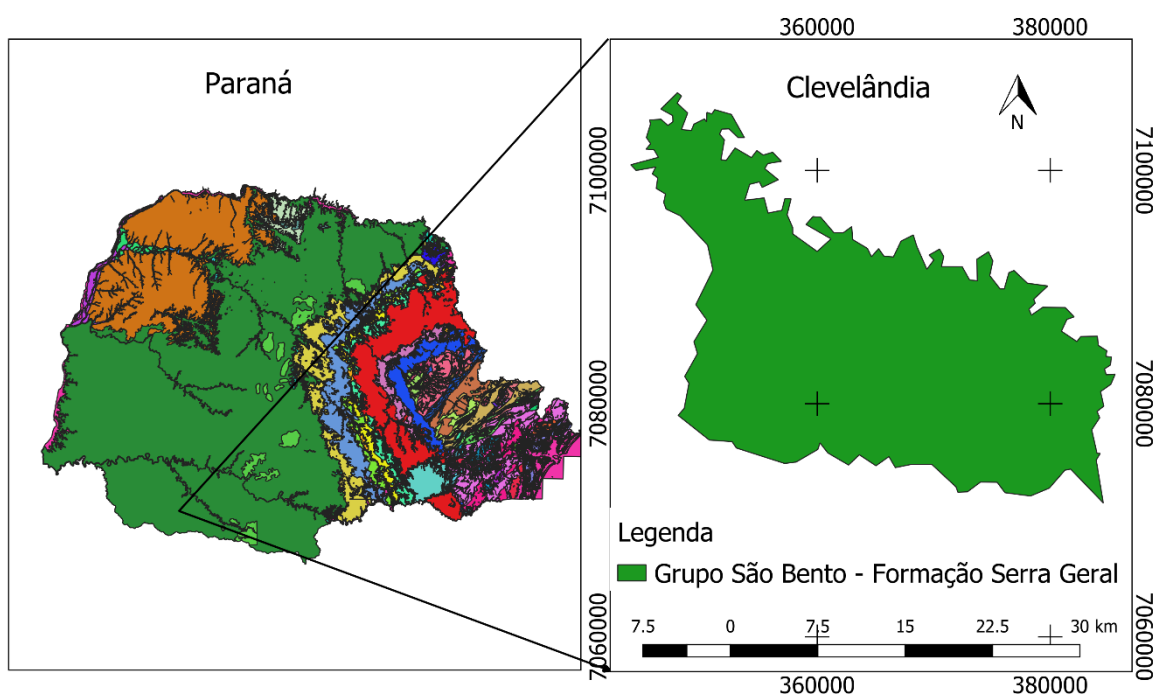 Paraná
360000 380000
Clevelândia
N
7100000
7100000
7080000
7080000
7060000
7060000
Legenda
Grupo São Bento - Formação Serra Geral
7.5 0 7.5 15 22.5 30 km
360000 380000